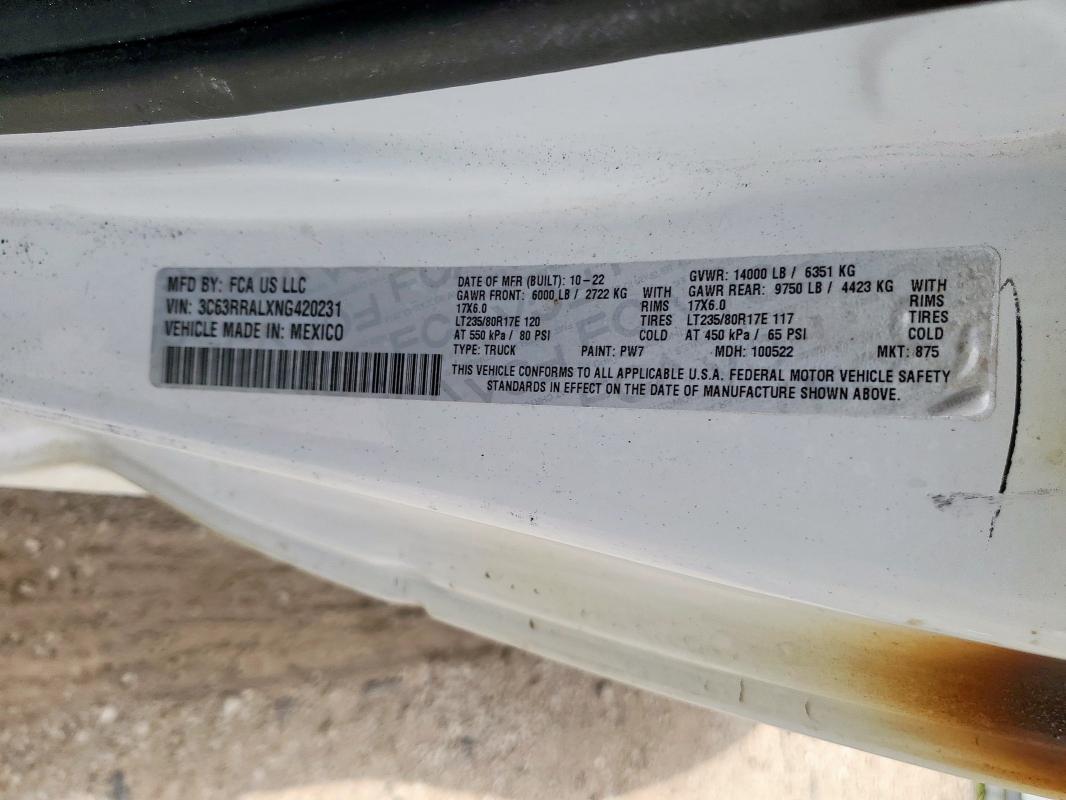 MFD BY: FCA US LLC
VIN: 3C63RRALXNG420231
VEHICLE MADE IN: MEXICO
DATE OF MFR (BUILT): 10-22
GAWR FRONT: 6000 LB / 2722 KG WITH
17X6.0 RIMS
LT235/80R17E 120 TIRES
AT 550 kPa / 80 PSI COLD
GVWR: 14000 LB / 6351 KG
GAWR REAR: 9750 LB / 4423 KG WITH
17X6.0 RIMS
LT235/80R17E 117 TIRES
AT 450 kPa / 65 PSI COLD
TYPE: TRUCK PAINT: PW7 MDH: 100522 MKT: 875
THIS VEHICLE CONFORMS TO ALL APPLICABLE U.S.A. FEDERAL MOTOR VEHICLE SAFETY
STANDARDS IN EFFECT ON THE DATE OF MANUFACTURE SHOWN ABOVE.